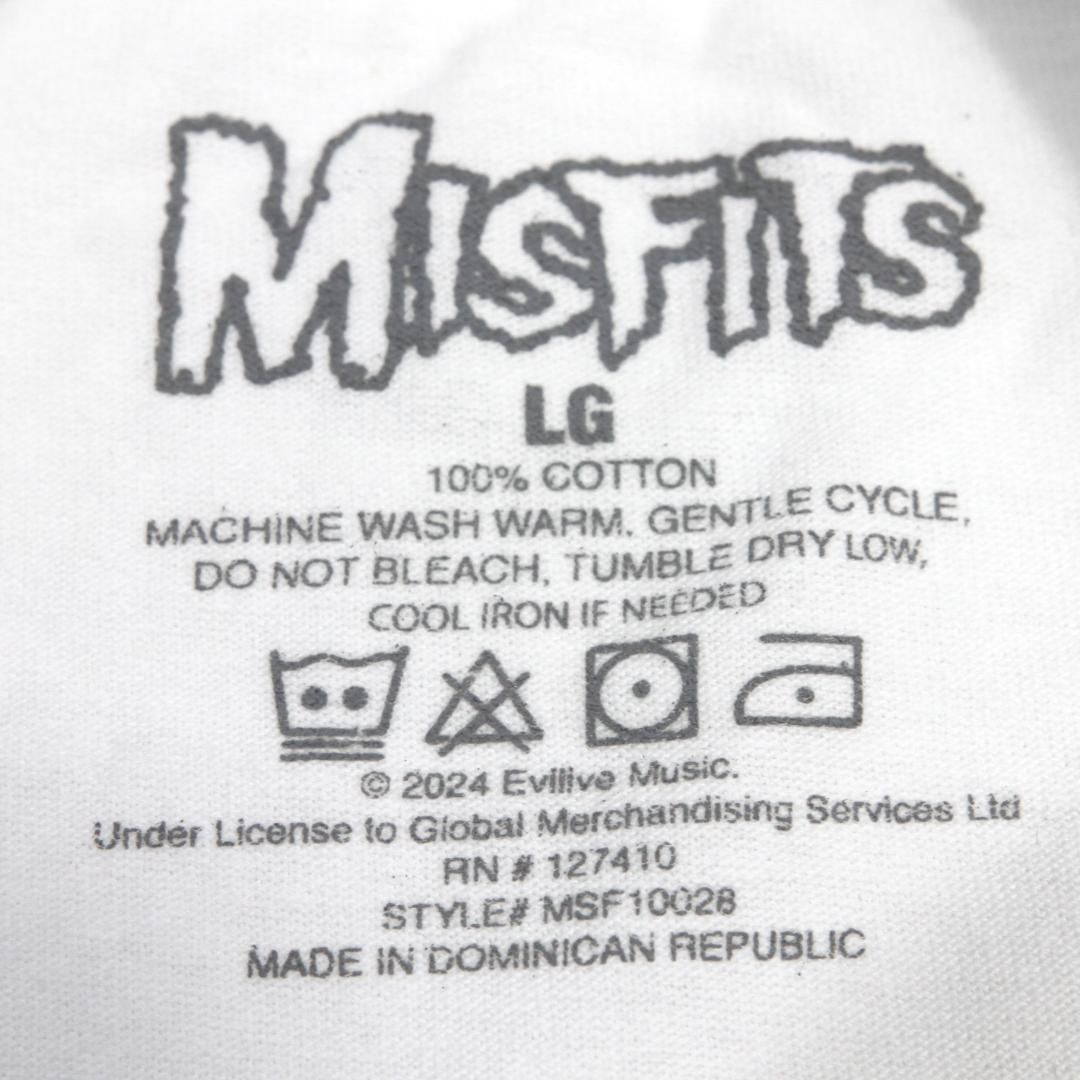 MISFITS
LG
100% COTTON
MACHINE WASH WARM, GENTLE CYCLE,
DO NOT BLEACH, TUMBLE DRY LOW,
COOL IRON IF NEEDED
© 2024 Evilive Music.
Under License to Global Merchandising Services Ltd
RN # 127410
STYLE# MSF10028
MADE IN DOMINICAN REPUBLIC